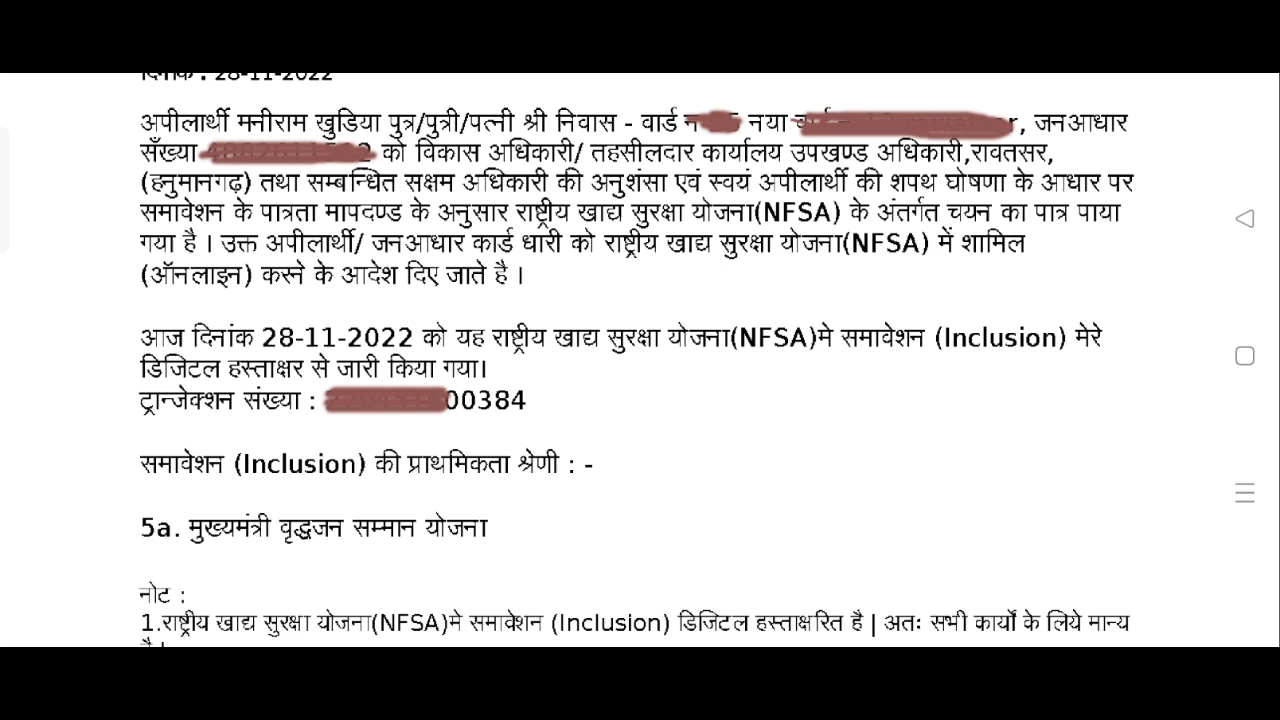 दिनांक : 28-11-2022
अपीलार्थी मनीराम खुडिया पुत्र/पुत्री/पत्नी श्री निवास - वार्ड नया जनआधार
सँख्या को विकास अधिकारी/ तहसीलदार कार्यालय उपखण्ड अधिकारी,रावतसर,
(हनुमानगढ़) तथा सम्बन्धित सक्षम अधिकारी की अनुशंसा एवं स्वयं अपीलार्थी की शपथ घोषणा के आधार पर
समावेशन के पात्रता मापदण्ड के अनुसार राष्ट्रीय खाद्य सुरक्षा योजना(NFSA) के अंतर्गत चयन का पात्र पाया
गया है । उक्त अपीलार्थी/ जनआधार कार्ड धारी को राष्ट्रीय खाद्य सुरक्षा योजना(NFSA) में शामिल
(ऑनलाइन) करने के आदेश दिए जाते है ।
आज दिनांक 28-11-2022 को यह राष्ट्रीय खाद्य सुरक्षा योजना(NFSA)मे समावेशन (Inclusion) मेरे
डिजिटल हस्ताक्षर से जारी किया गया।
ट्रान्जेक्शन संख्या : 00384
समावेशन (Inclusion) की प्राथमिकता श्रेणी : -
5a. मुख्यमंत्री वृद्धजन सम्मान योजना
नोट :
1.राष्ट्रीय खाद्य सुरक्षा योजना(NFSA)मे समावेशन (Inclusion) डिजिटल हस्ताक्षरित है | अतः सभी कार्यों के लिये मान्य